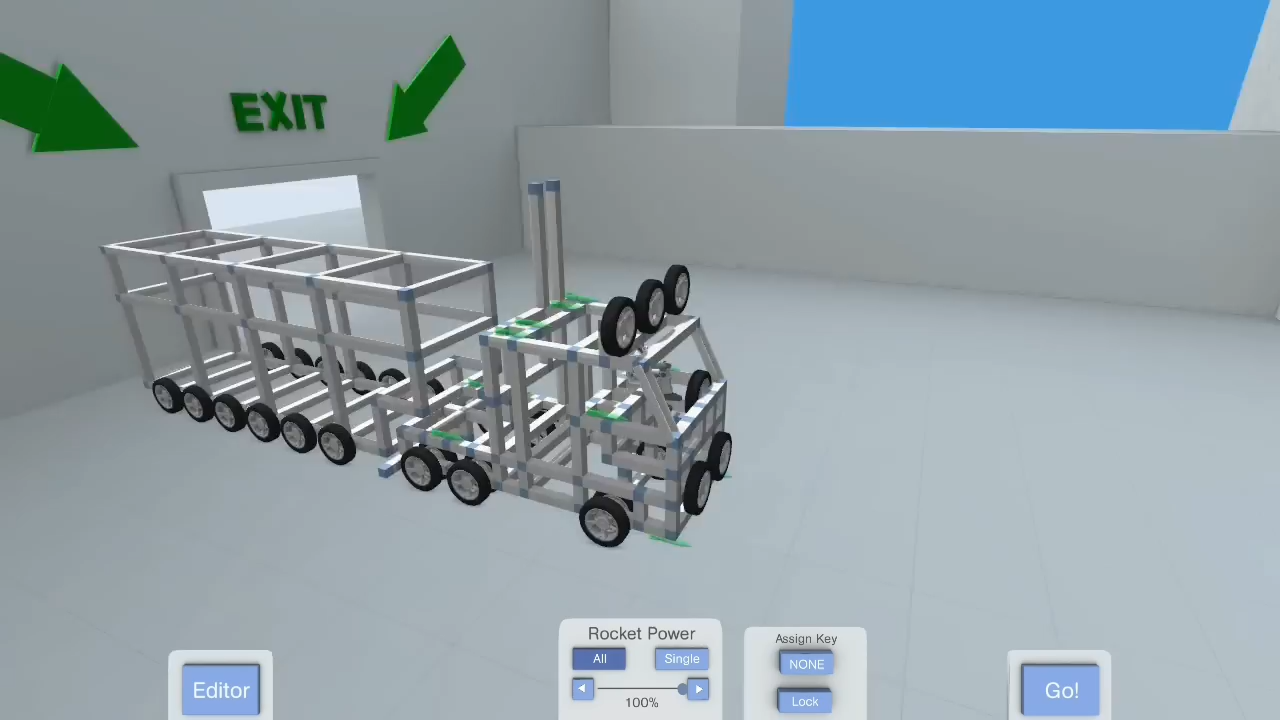 EXIT
Rocket Power
All
Single
100%
Assign Key
NONE
Lock
Editor
Go!